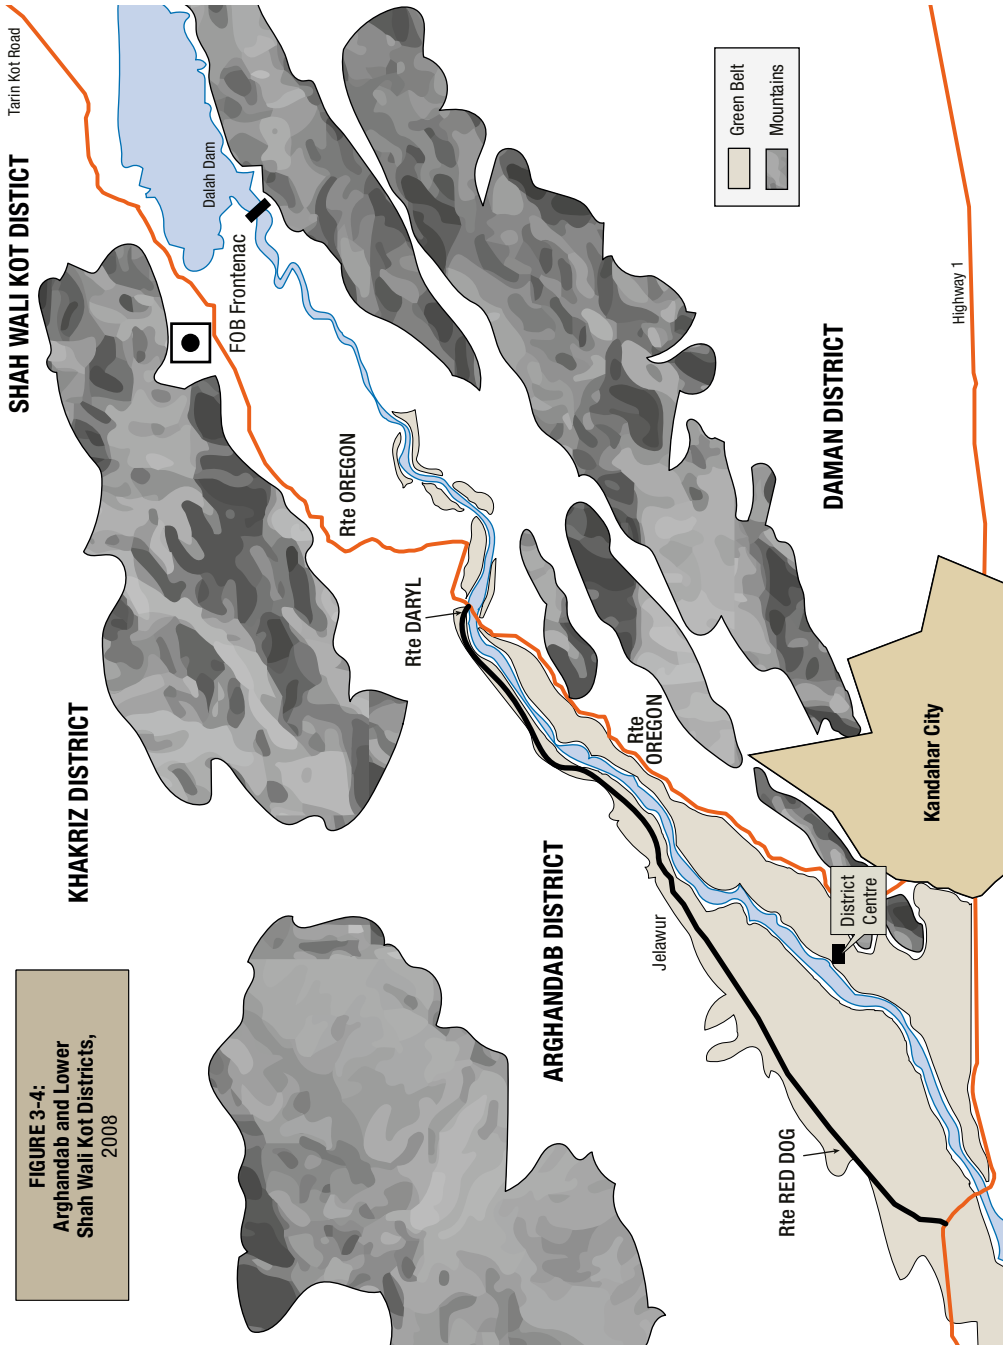 FIGURE 3-4:
Arghandab and Lower
Shah Wali Kot Districts,
2008
KHAKRIZ DISTRICT
SHAH WALI KOT DISTICT
Tarin Kot Road
FOB Frontenac
Dalah Dam
Rte OREGON
Rte DARYL
ARGHANDAB DISTRICT
Jelawur
Rte
OREGON
Rte RED DOG
District
Centre
DAMAN DISTRICT
Kandahar City
Highway 1
Green Belt
Mountains